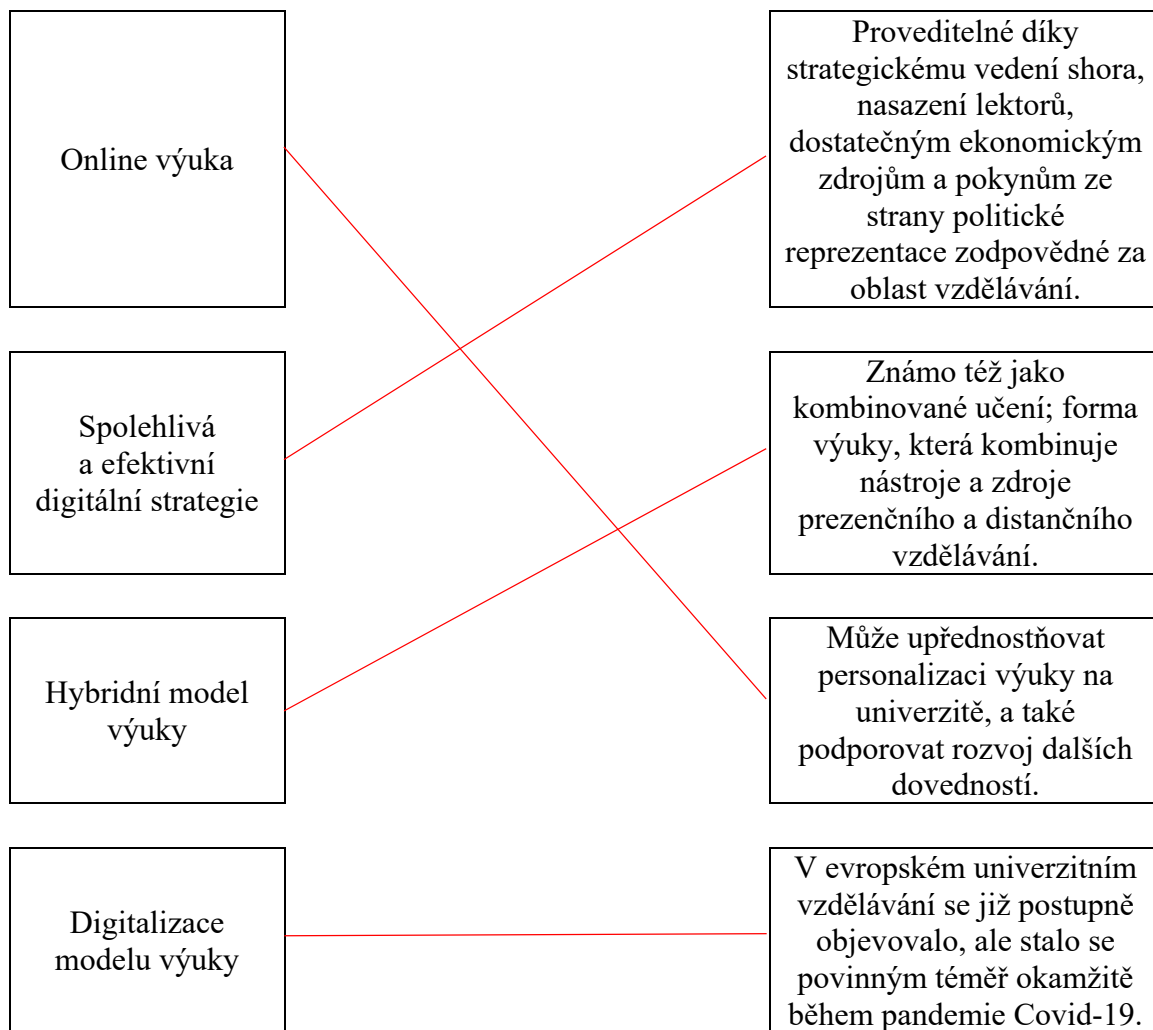 Online výuka
Proveditelné díky
strategickému vedení shora,
nasazení lektorů,
dostatečným ekonomickým
zdrojům a pokynům ze
strany politické
reprezentace zodpovědné za
oblast vzdělávání.
Spolehlivá
a efektivní
digitální strategie
Známo též jako
kombinované učení; forma
výuky, která kombinuje
nástroje a zdroje
prezenčního a distančního
vzdělávání.
Hybridní model
výuky
Může upřednostňovat
personalizaci výuky na
univerzitě, a také
podporovat rozvoj dalších
dovedností.
Digitalizace
modelu výuky
V evropském univerzitním
vzdělávání se již postupně
objevovalo, ale stalo se
povinným téměř okamžitě
během pandemie Covid-19.